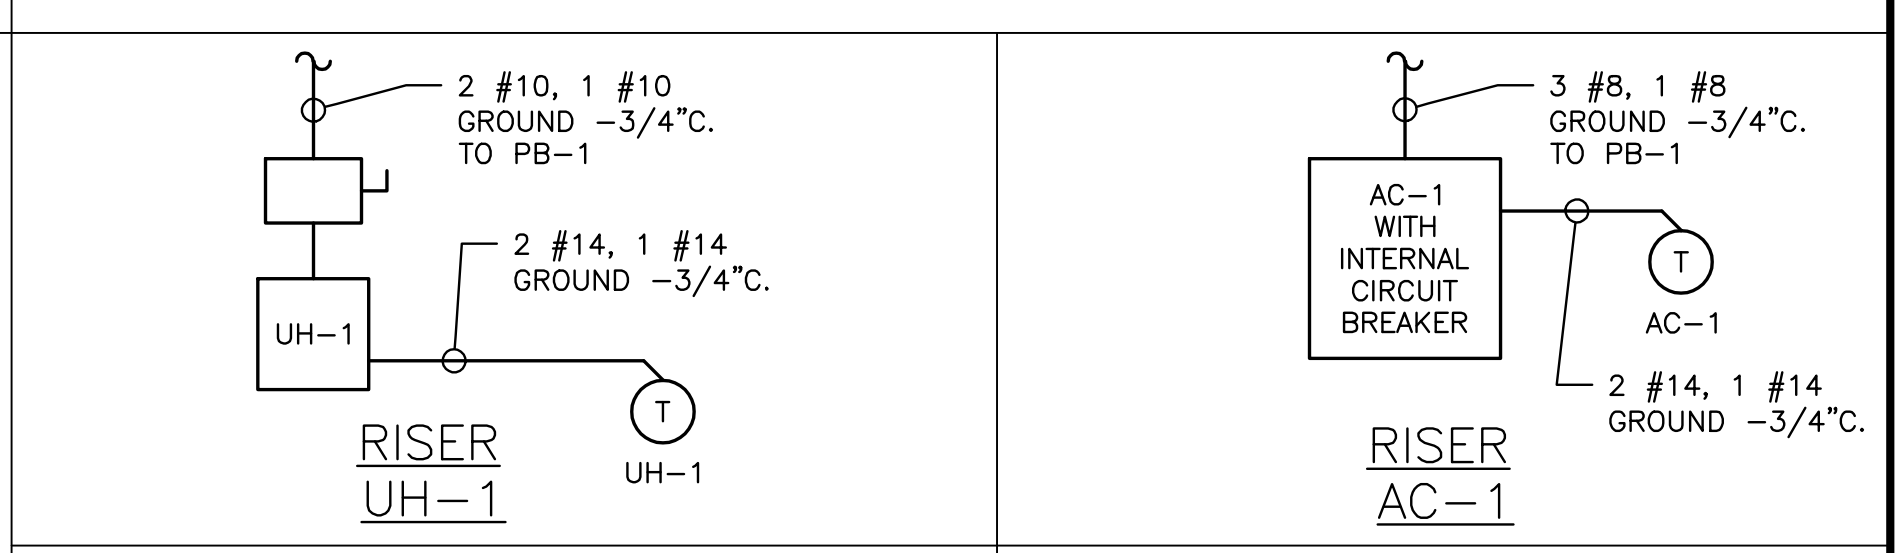 2 #10, 1 #10
GROUND -3/4"C.
TO PB-1
2 #14, 1 #14
GROUND -3/4"C.
UH-1
T
UH-1
RISER
UH-1
3 #8, 1 #8
GROUND -3/4"C.
TO PB-1
AC-1
WITH
INTERNAL
CIRCUIT
BREAKER
T
AC-1
2 #14, 1 #14
GROUND -3/4"C.
RISER
AC-1